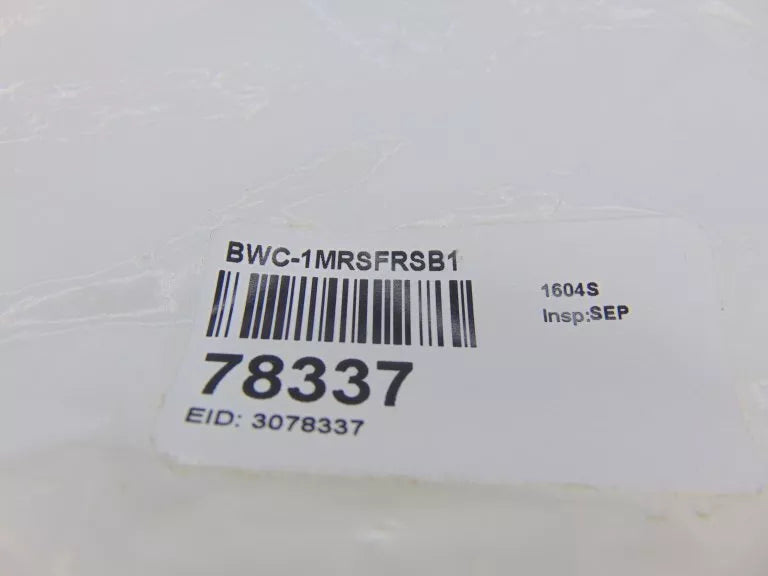 BWC-1MRSFRSB1
1604S
Insp:SEP
78337
EID: 3078337